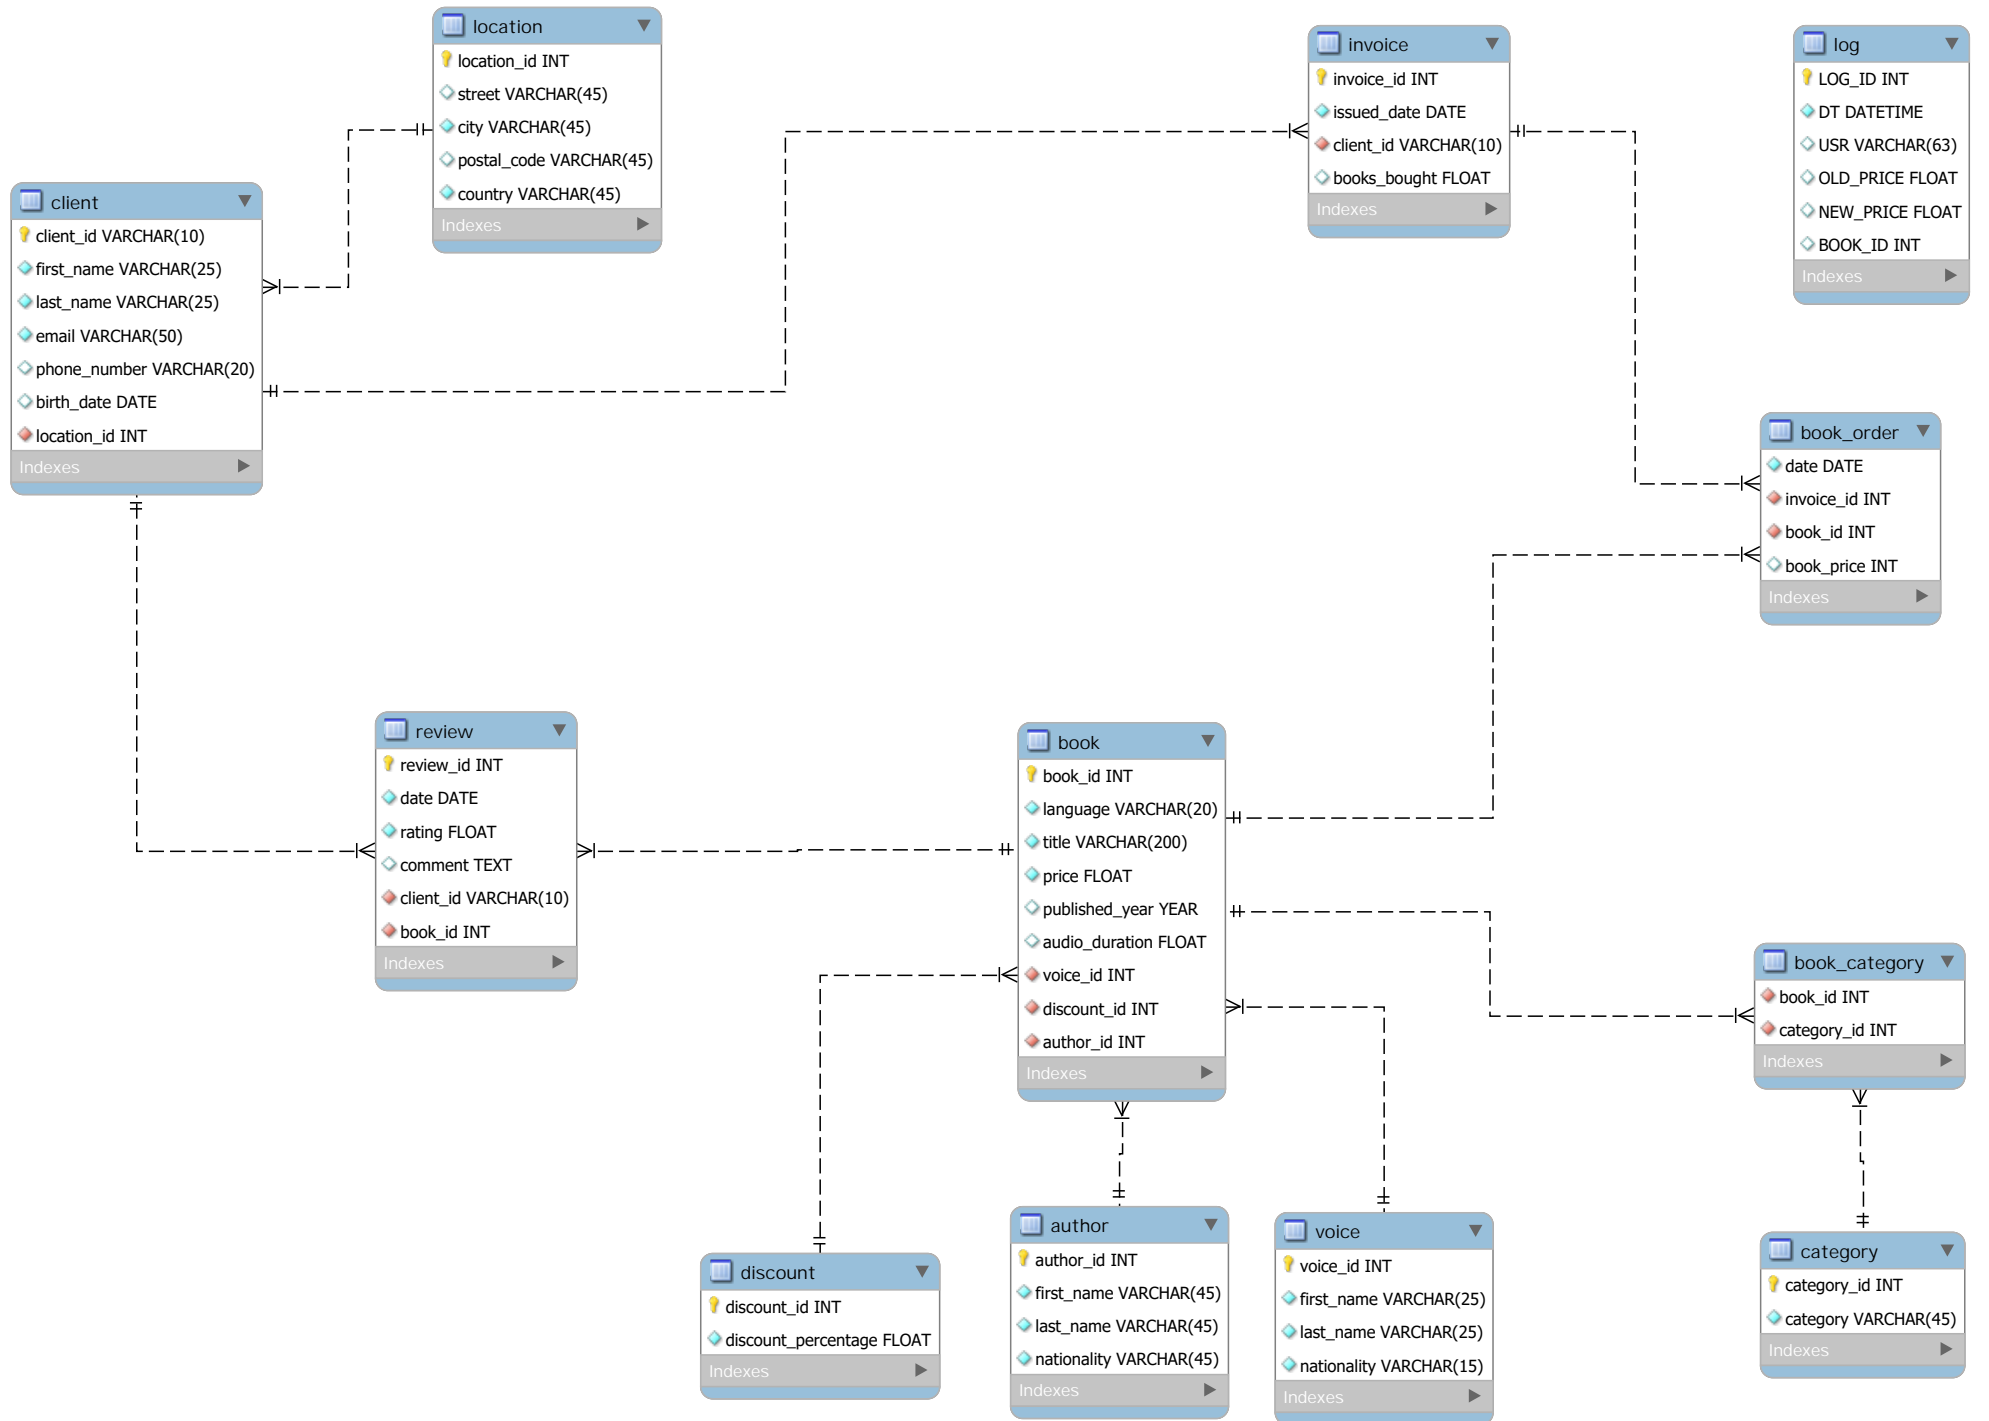 location
location_id INT
street VARCHAR(45)
city VARCHAR(45)
postal_code VARCHAR(45)
country VARCHAR(45)
Indexes
invoice
invoice_id INT
issued_date DATE
client_id VARCHAR(10)
books_bought FLOAT
Indexes
log
LOG_ID INT
DT DATETIME
USR VARCHAR(63)
OLD_PRICE FLOAT
NEW_PRICE FLOAT
BOOK_ID INT
Indexes
client
client_id VARCHAR(10)
first_name VARCHAR(25)
last_name VARCHAR(25)
email VARCHAR(50)
phone_number VARCHAR(20)
birth_date DATE
location_id INT
Indexes
book_order
date DATE
invoice_id INT
book_id INT
book_price INT
Indexes
review
review_id INT
date DATE
rating FLOAT
comment TEXT
client_id VARCHAR(10)
book_id INT
Indexes
book
book_id INT
language VARCHAR(20)
title VARCHAR(200)
price FLOAT
published_year YEAR
audio_duration FLOAT
voice_id INT
discount_id INT
author_id INT
Indexes
book_category
book_id INT
category_id INT
Indexes
discount
discount_id INT
discount_percentage FLOAT
Indexes
author
author_id INT
first_name VARCHAR(45)
last_name VARCHAR(45)
nationality VARCHAR(45)
Indexes
voice
voice_id INT
first_name VARCHAR(25)
last_name VARCHAR(25)
nationality VARCHAR(15)
Indexes
category
category_id INT
category VARCHAR(45)
Indexes